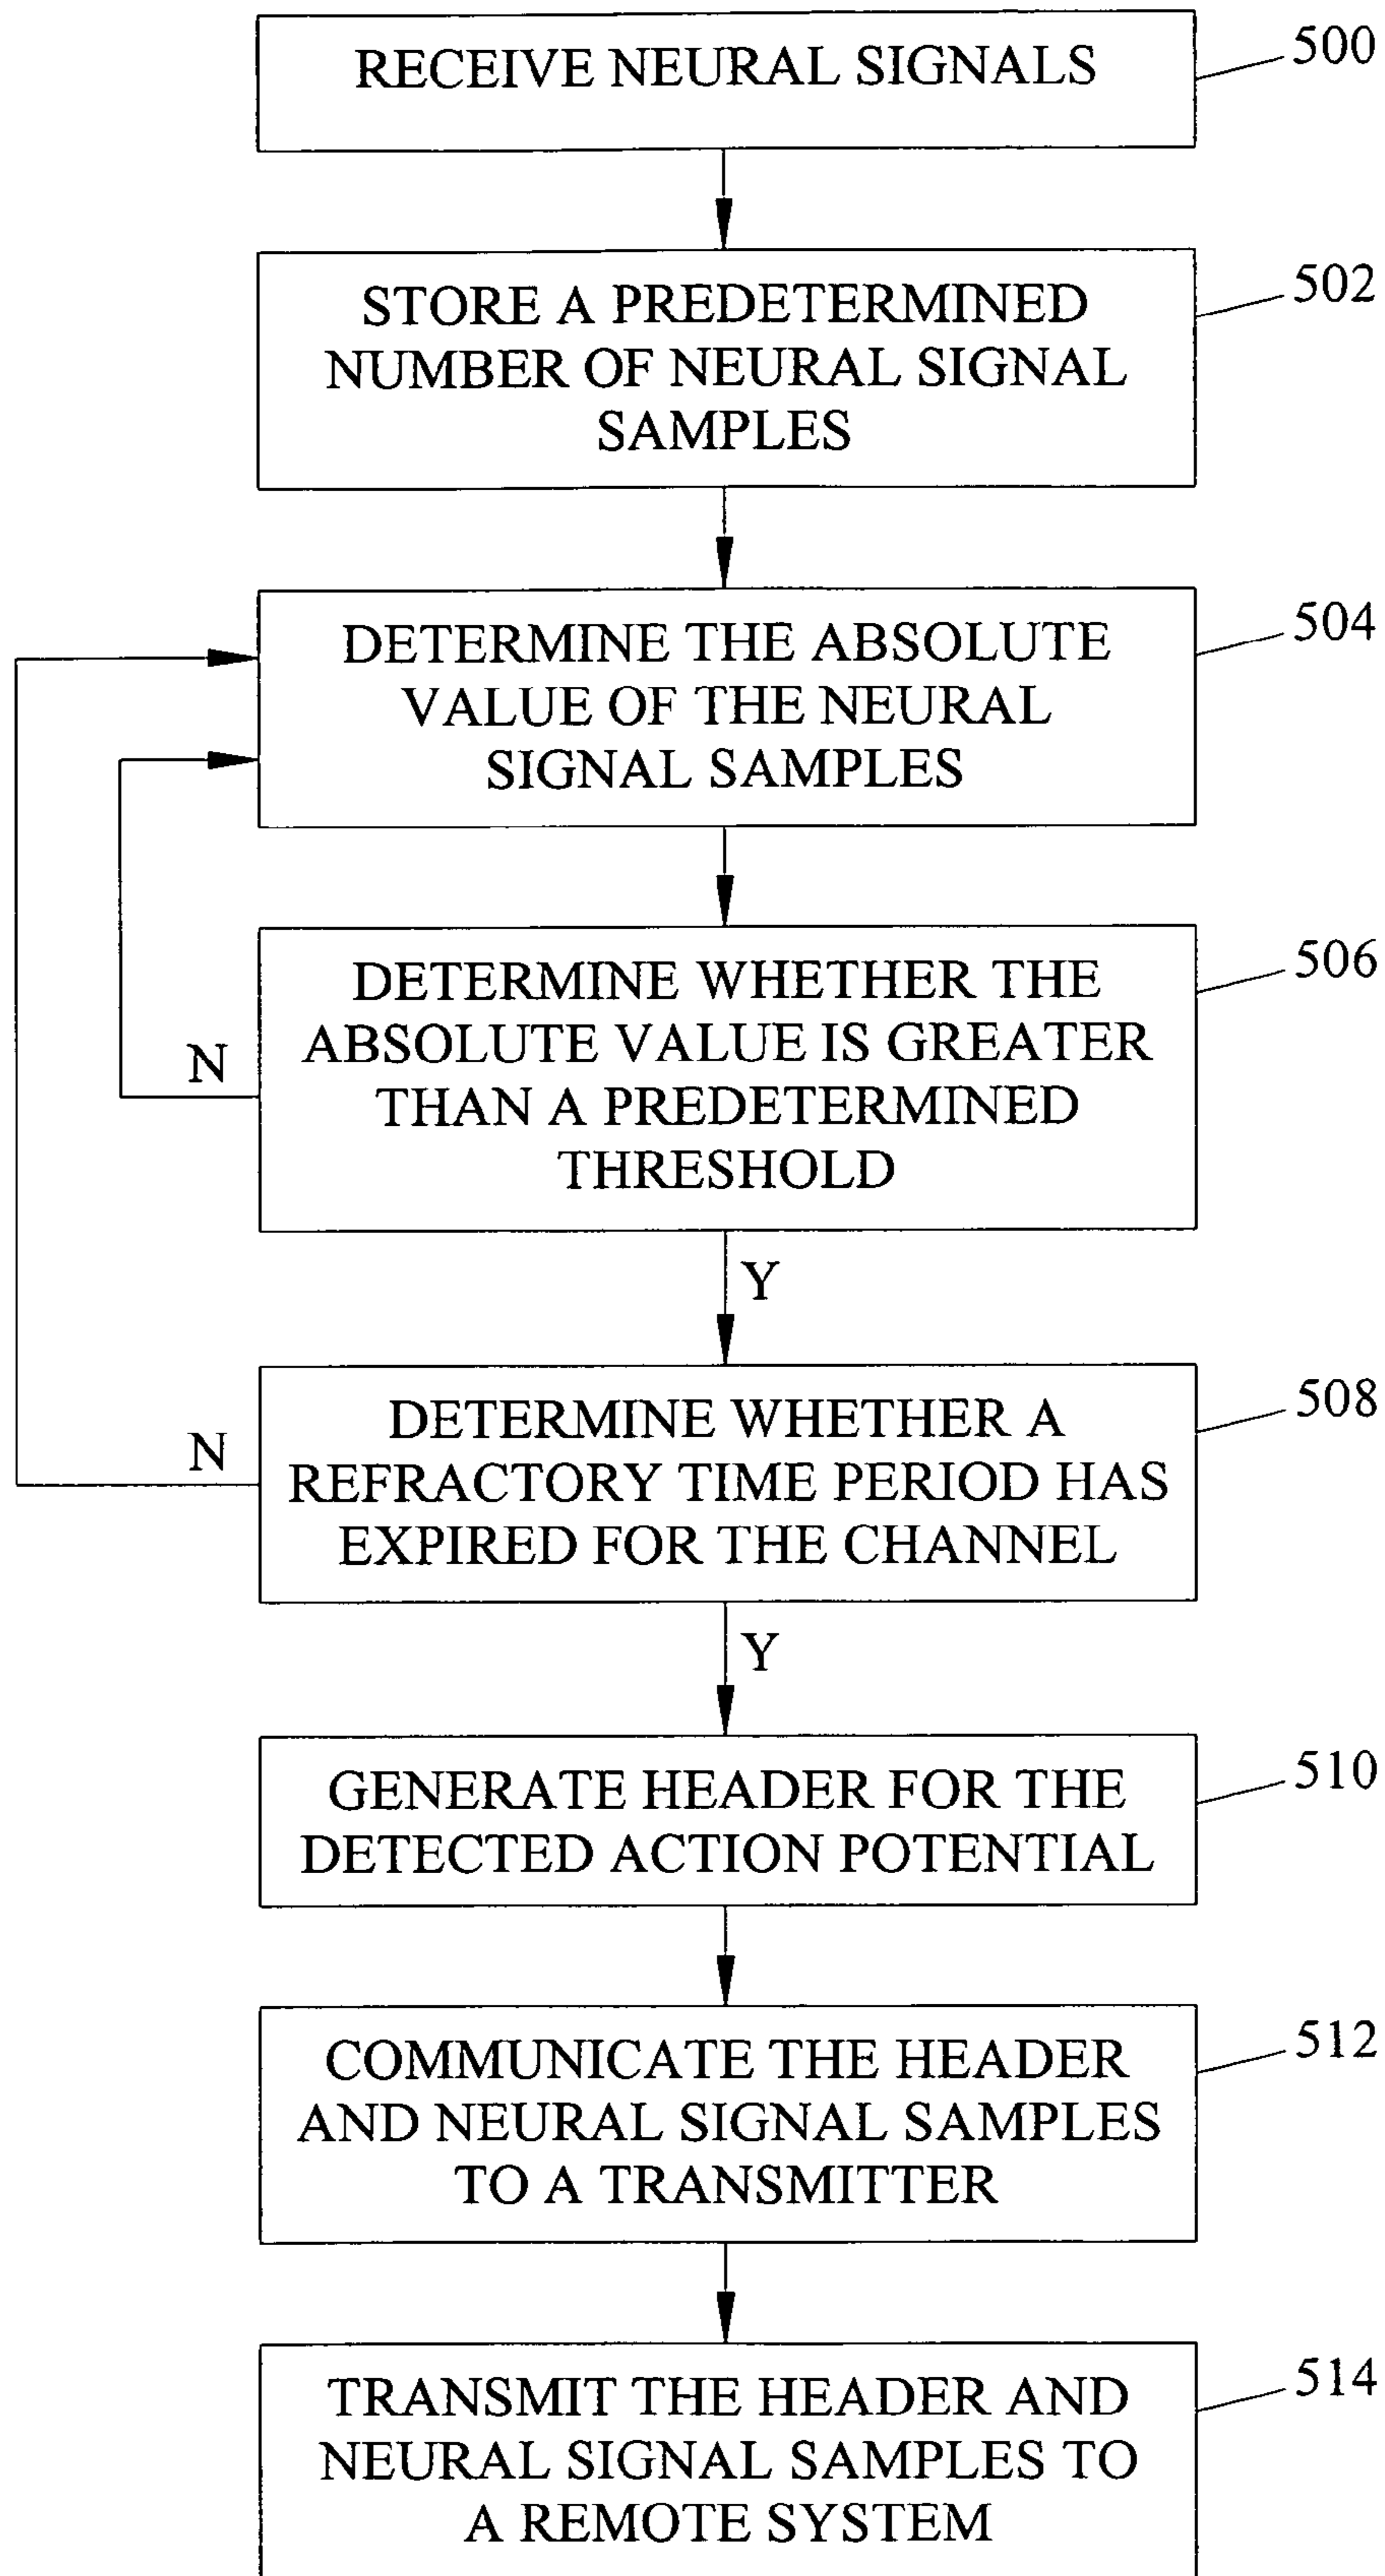 RECEIVE NEURAL SIGNALS
500
STORE A PREDETERMINED
NUMBER OF NEURAL SIGNAL
SAMPLES
502
DETERMINE THE ABSOLUTE
VALUE OF THE NEURAL
SIGNAL SAMPLES
504
DETERMINE WHETHER THE
ABSOLUTE VALUE IS GREATER
THAN A PREDETERMINED
THRESHOLD
506
N
Y
DETERMINE WHETHER A
REFRACTORY TIME PERIOD HAS
EXPIRED FOR THE CHANNEL
508
N
Y
GENERATE HEADER FOR THE
DETECTED ACTION POTENTIAL
510
COMMUNICATE THE HEADER
AND NEURAL SIGNAL SAMPLES
TO A TRANSMITTER
512
TRANSMIT THE HEADER AND
NEURAL SIGNAL SAMPLES TO
A REMOTE SYSTEM
514